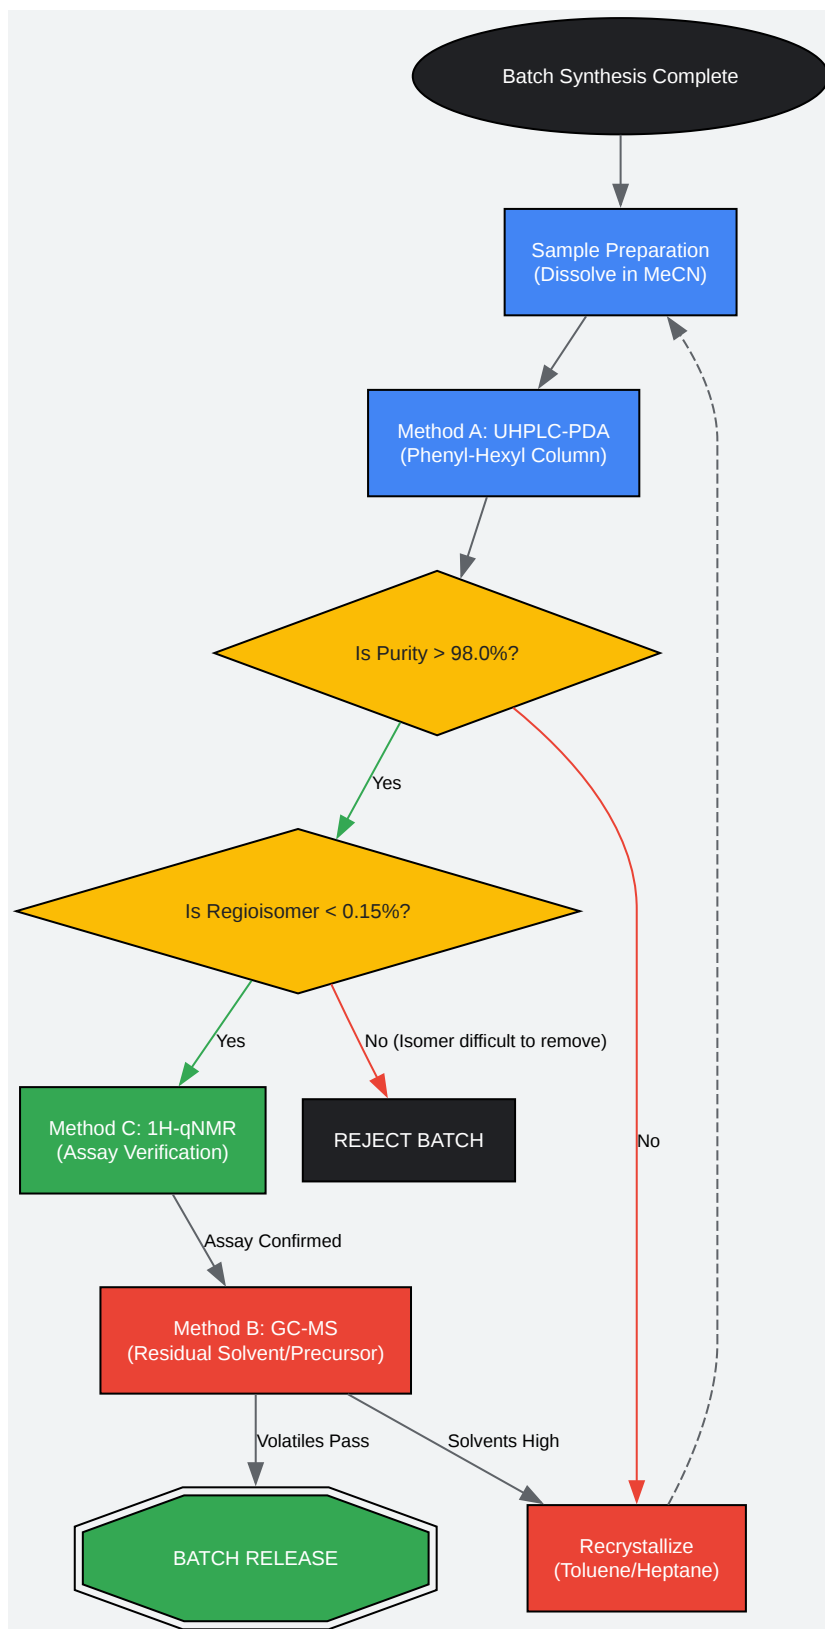 Batch Synthesis Complete
Sample Preparation
(Dissolve in MeCN)
Method A: UHPLC-PDA
(Phenyl-Hexyl Column)
Is Purity > 98.0%?
Yes
Is Regioisomer < 0.15%?
Yes
No (Isomer difficult to remove)
Method C: 1H-qNMR
(Assay Verification)
REJECT BATCH
No
Assay Confirmed
Method B: GC-MS
(Residual Solvent/Precursor)
Volatiles Pass
Solvents High
BATCH RELEASE
Recrystallize
(Toluene/Heptane)